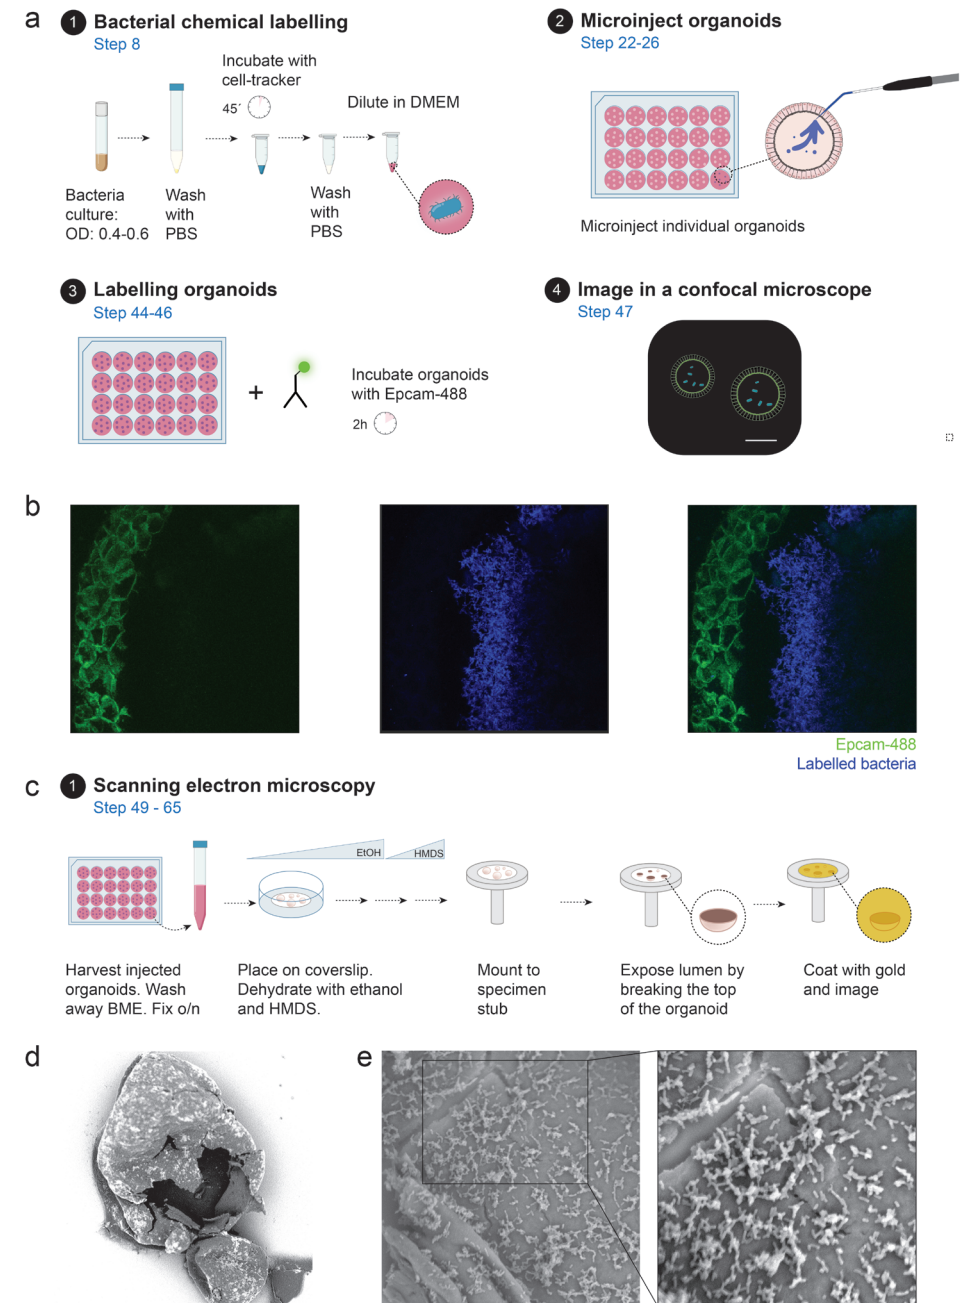 a
1 Bacterial chemical labelling
Step 8
Incubate with
cell-tracker
45´
Dilute in DMEM
Bacteria
culture:
OD: 0.4-0.6
Wash
with
PBS
Wash
with
PBS
2 Microinject organoids
Step 22-26
Microinject individual organoids
3 Labelling organoids
Step 44-46
+
Incubate organoids
with Epcam-488
2h
4 Image in a confocal microscope
Step 47
b
Epcam-488
Labelled bacteria
c
1 Scanning electron microscopy
Step 49 - 65
EtOH
HMDS
Harvest injected
organoids. Wash
away BME. Fix o/n
Place on coverslip.
Dehydrate with ethanol
and HMDS.
Mount to
specimen
stub
Expose lumen by
breaking the top
of the organoid
Coat with gold
and image
d
e